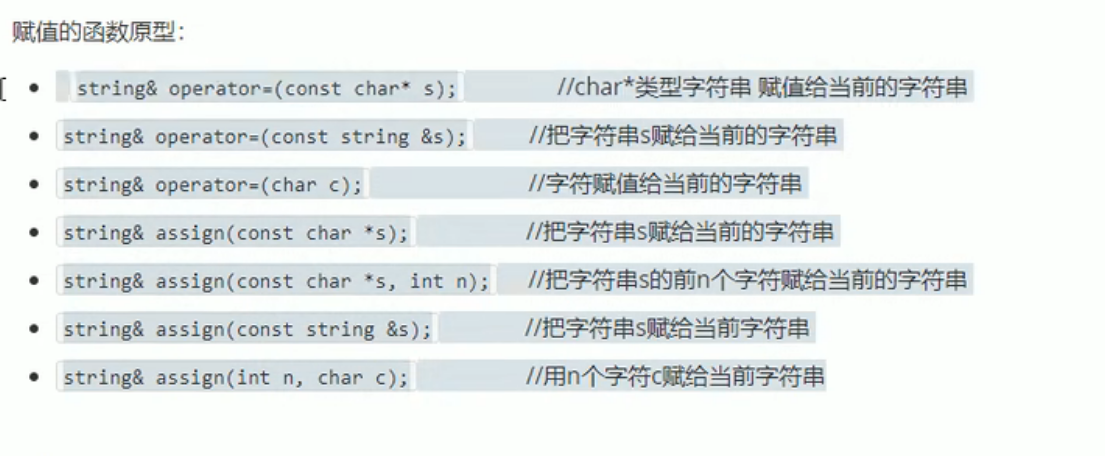 赋值的函数原型：
string& operator=(const char* s); //char*类型字符串 赋值给当前的字符串
string& operator=(const string &s); //把字符串s赋给当前的字符串
string& operator=(char c); //字符赋值给当前的字符串
string& assign(const char *s); //把字符串s赋给当前的字符串
string& assign(const char *s, int n); //把字符串s的前n个字符赋给当前的字符串
string& assign(const string &s); //把字符串s赋给当前字符串
string& assign(int n, char c); //用n个字符c赋给当前字符串